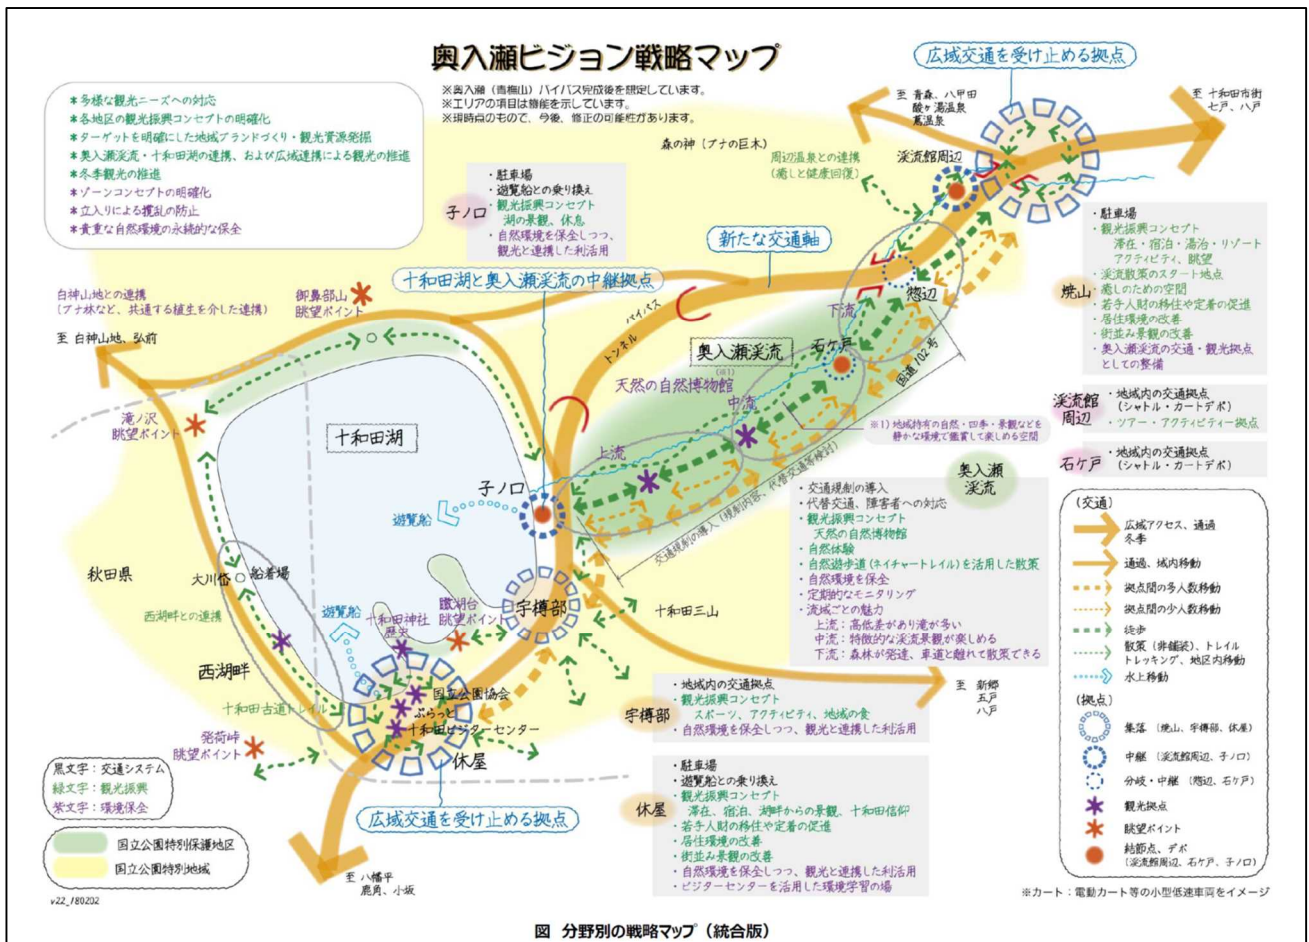 奥入瀬ビジョン戦略マップ
※奥入瀬（青橅山）バイパス完成後を想定しています。
※エリアの項目は機能を示しています。
※現時点のもので、今後、修正の可能性があります。
*多様な観光ニーズへの対応
*各地区の観光振興コンセプトの明確化
*ターゲットを明確にした地域ブランドづくり・観光資源発掘
*奥入瀬渓流・十和田湖の連携、および広域連携による観光の推進
*冬季観光の推進
*ゾーンコンセプトの明確化
*立入りによる攪乱の防止
*貴重な自然環境の永続的な保全
広域交通を受け止める拠点
至 青森、八甲田
酸ヶ湯温泉
蔦温泉
至 十和田市街
七戸、八戸
森の神（ブナの巨木）
周辺温泉との連携
（癒しと健康回復）
渓流館周辺
子ノ口
・駐車場
・遊覧船との乗り換え
・観光振興コンセプト
湖の景観、休息
・自然環境を保全しつつ、
観光と連携した利活用
新たな交通軸
十和田湖と奥入瀬渓流の中継拠点
焼山
・駐車場
・観光振興コンセプト
滞在・宿泊・湯治・リゾート
アクティビティ、眺望
・渓流散策のスタート地点
・癒しのための空間
・若手人財の移住や定着の促進
・居住環境の改善
・街並み景観の改善
・奥入瀬渓流の交通・観光拠点
としての整備
白神山地との連携
（ブナ林など、共通する植生を介した連携）
至 白神山地、弘前
御鼻部山
眺望ポイント
バイパス
トンネル
惣辺
下流
石ケ戸
国道102号
奥入瀬渓流
(※1)
天然の自然博物館
中流
上流
※1）地域特有の自然・四季・景観などを
静かな環境で鑑賞して楽しめる空間
交通規制の導入（規制内容、代替交通等検討）
渓流館
周辺
・地域内の交通拠点
（シャトル・カートデポ）
・ツアー・アクティビティー拠点
石ケ戸
・地域内の交通拠点
（シャトル・カートデポ）
滝ノ沢
眺望ポイント
十和田湖
子ノ口
遊覧船
奥入瀬
渓流
・交通規制の導入
・代替交通、障害者への対応
・観光振興コンセプト
天然の自然博物館
・自然体験
・自然遊歩道（ネイチャートレイル）を活用した散策
・自然環境を保全
・定期的なモニタリング
・流域ごとの魅力
上流：高低差があり滝が多い
中流：特徴的な渓流景観が楽しめる
下流：森林が発達、車道と離れて散策できる
秋田県
大川岱
船着場
西湖畔との連携
遊覧船
十和田神社
歴史
瞰湖台
眺望ポイント
宇樽部
十和田三山
西湖畔
十和田古道トレイル
国立公園協会
ぷらっと
十和田ビジターセンター
休屋
発荷峠
眺望ポイント
広域交通を受け止める拠点
至 八幡平
鹿角、小坂
至 新郷
五戸
八戸
宇樽部
・地域内の交通拠点
・観光振興コンセプト
スポーツ、アクティビティ、地域の食
・自然環境を保全しつつ、観光と連携した利活用
休屋
・駐車場
・遊覧船との乗り換え
・観光振興コンセプト
滞在、宿泊、湖畔からの景観、十和田信仰
・若手人財の移住や定着の促進
・居住環境の改善
・街並み景観の改善
・自然環境を保全しつつ、観光と連携した利活用
・ビジターセンターを活用した環境学習の場
黒文字：交通システム
緑文字：観光振興
紫文字：環境保全
国立公園特別保護地区
国立公園特別地域
v22_180202
（交通）
広域アクセス、通過
冬季
通過、域内移動
拠点間の多人数移動
拠点間の少人数移動
徒歩
散策（非舗装）、トレイル
トレッキング、地区内移動
水上移動
（拠点）
集落（焼山、宇樽部、休屋）
中継（渓流館周辺、子ノ口）
分岐・中継（惣辺、石ケ戸）
観光拠点
眺望ポイント
結節点、デポ
（渓流館周辺、石ケ戸、子ノ口）
※カート：電動カート等の小型低速車両をイメージ
図 分野別の戦略マップ（統合版）